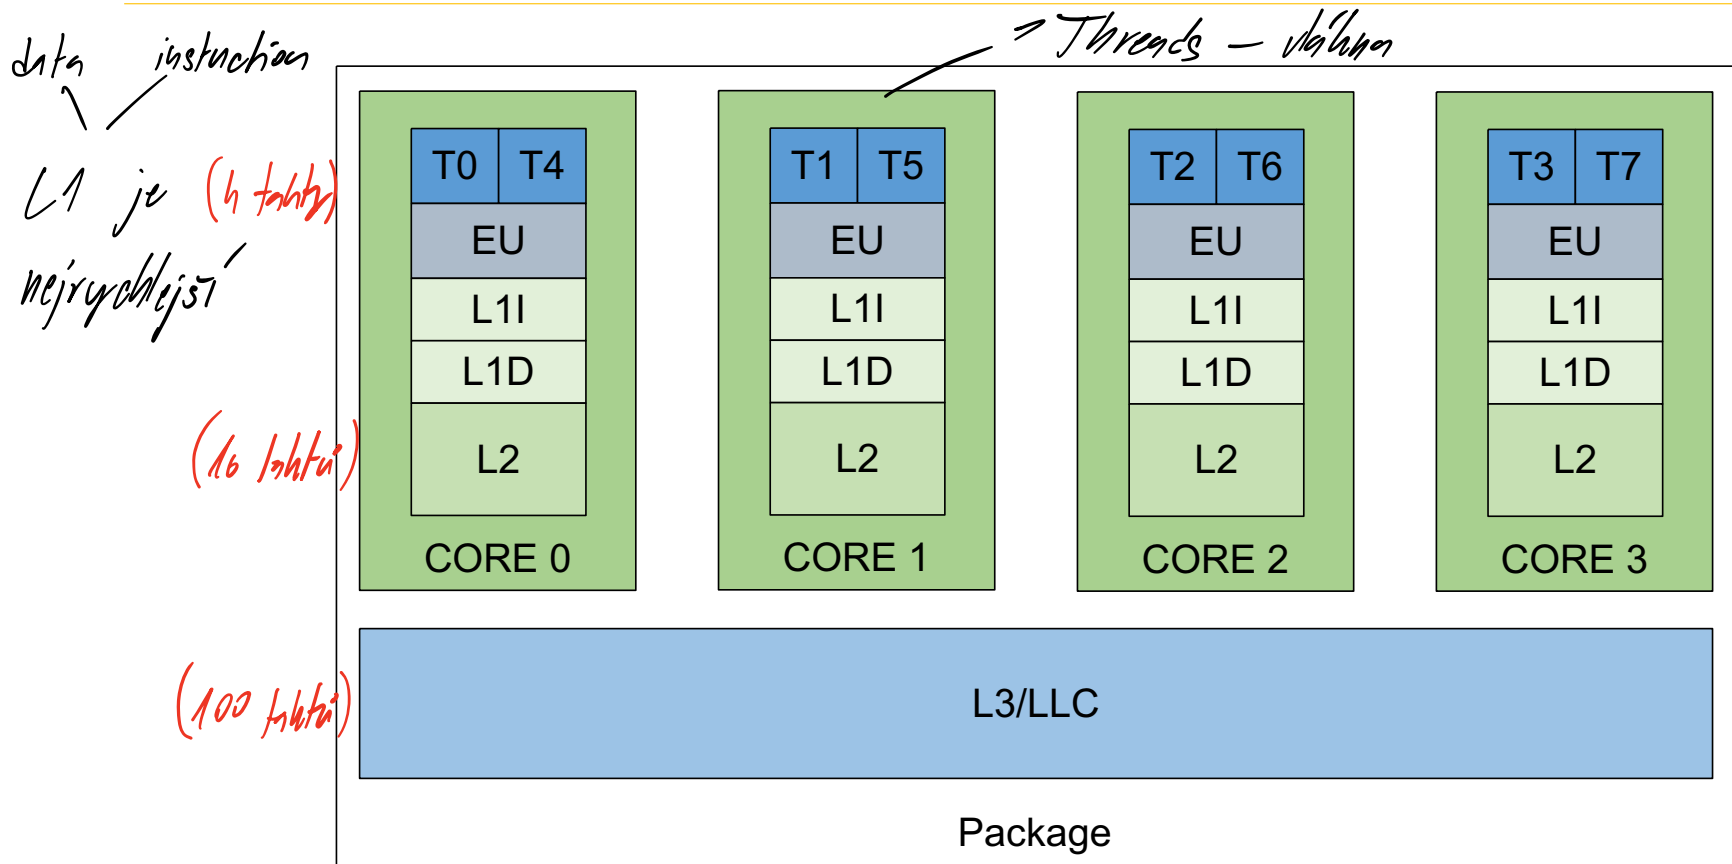 Threads – vlákna
data instuction
L1 je (4 takty)
nejrychlejší
T0 T4 T1 T5 T2 T6 T3 T7
EU EU EU EU
L1I L1I L1I L1I
L1D L1D L1D L1D
(16 taktů) L2 L2 L2 L2
CORE 0 CORE 1 CORE 2 CORE 3
(100 taktů) L3/LLC
Package